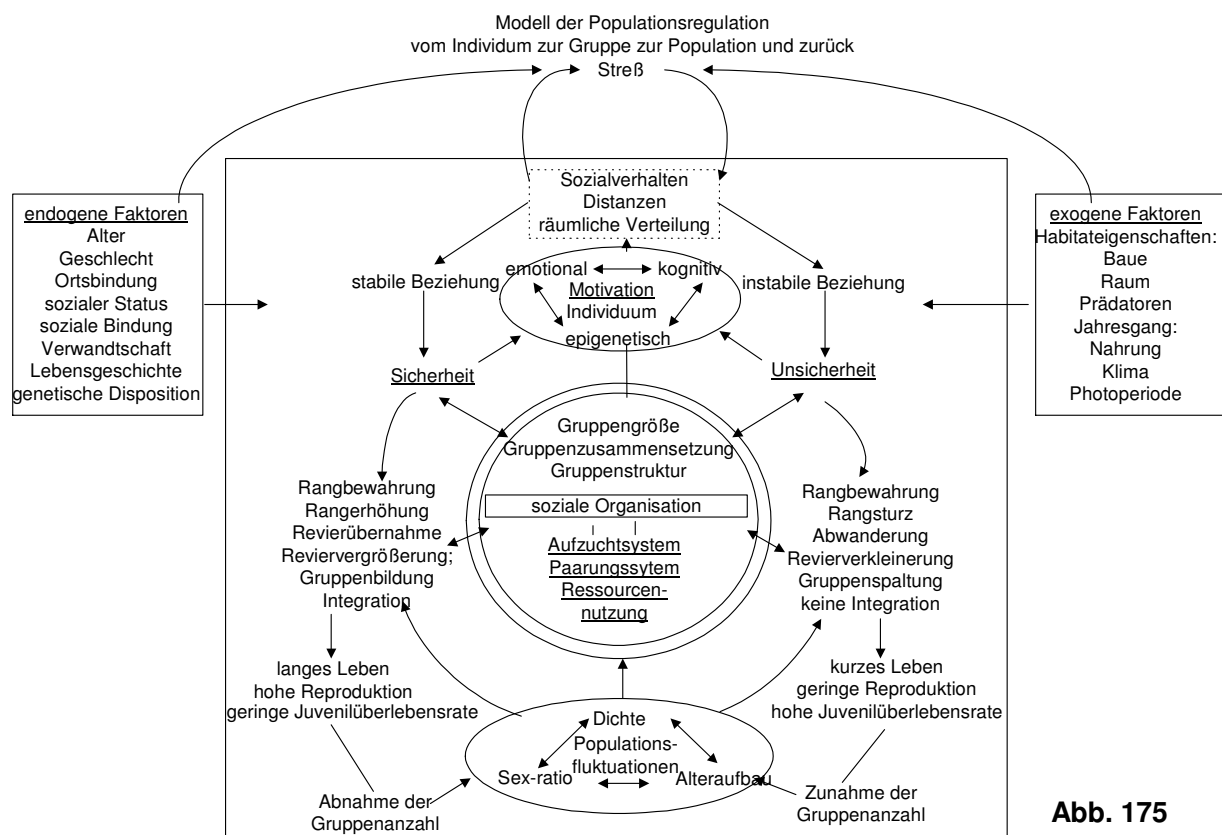 Modell der Populationsregulation
vom Individum zur Gruppe zur Population und zurück
Streß
endogene Faktoren
Alter
Geschlecht
Ortsbindung
sozialer Status
soziale Bindung
Verwandtschaft
Lebensgeschichte
genetische Disposition
Sozialverhalten
Distanzen
räumliche Verteilung
exogene Faktoren
Habitateigenschaften:
Baue
Raum
Prädatoren
Jahresgang:
Nahrung
Klima
Photoperiode
stabile Beziehung
emotional
kognitiv
Motivation
Individuum
epigenetisch
instabile Beziehung
Sicherheit
Unsicherheit
Gruppengröße
Gruppenzusammensetzung
Gruppenstruktur
soziale Organisation
Aufzuchtsystem
Paarungssytem
Ressourcen-
nutzung
Rangbewahrung
Rangerhöhung
Revierübernahme
Reviervergrößerung;
Gruppenbildung
Integration
Rangbewahrung
Rangsturz
Abwanderung
Revierverkleinerung
Gruppenspaltung
keine Integration
langes Leben
hohe Reproduktion
geringe Juvenilüberlebensrate
kurzes Leben
geringe Reproduktion
hohe Juvenilüberlebensrate
Dichte
Populations-
fluktuationen
Sex-ratio
Alteraufbau
Abnahme der
Gruppenanzahl
Zunahme der
Gruppenanzahl
Abb. 175